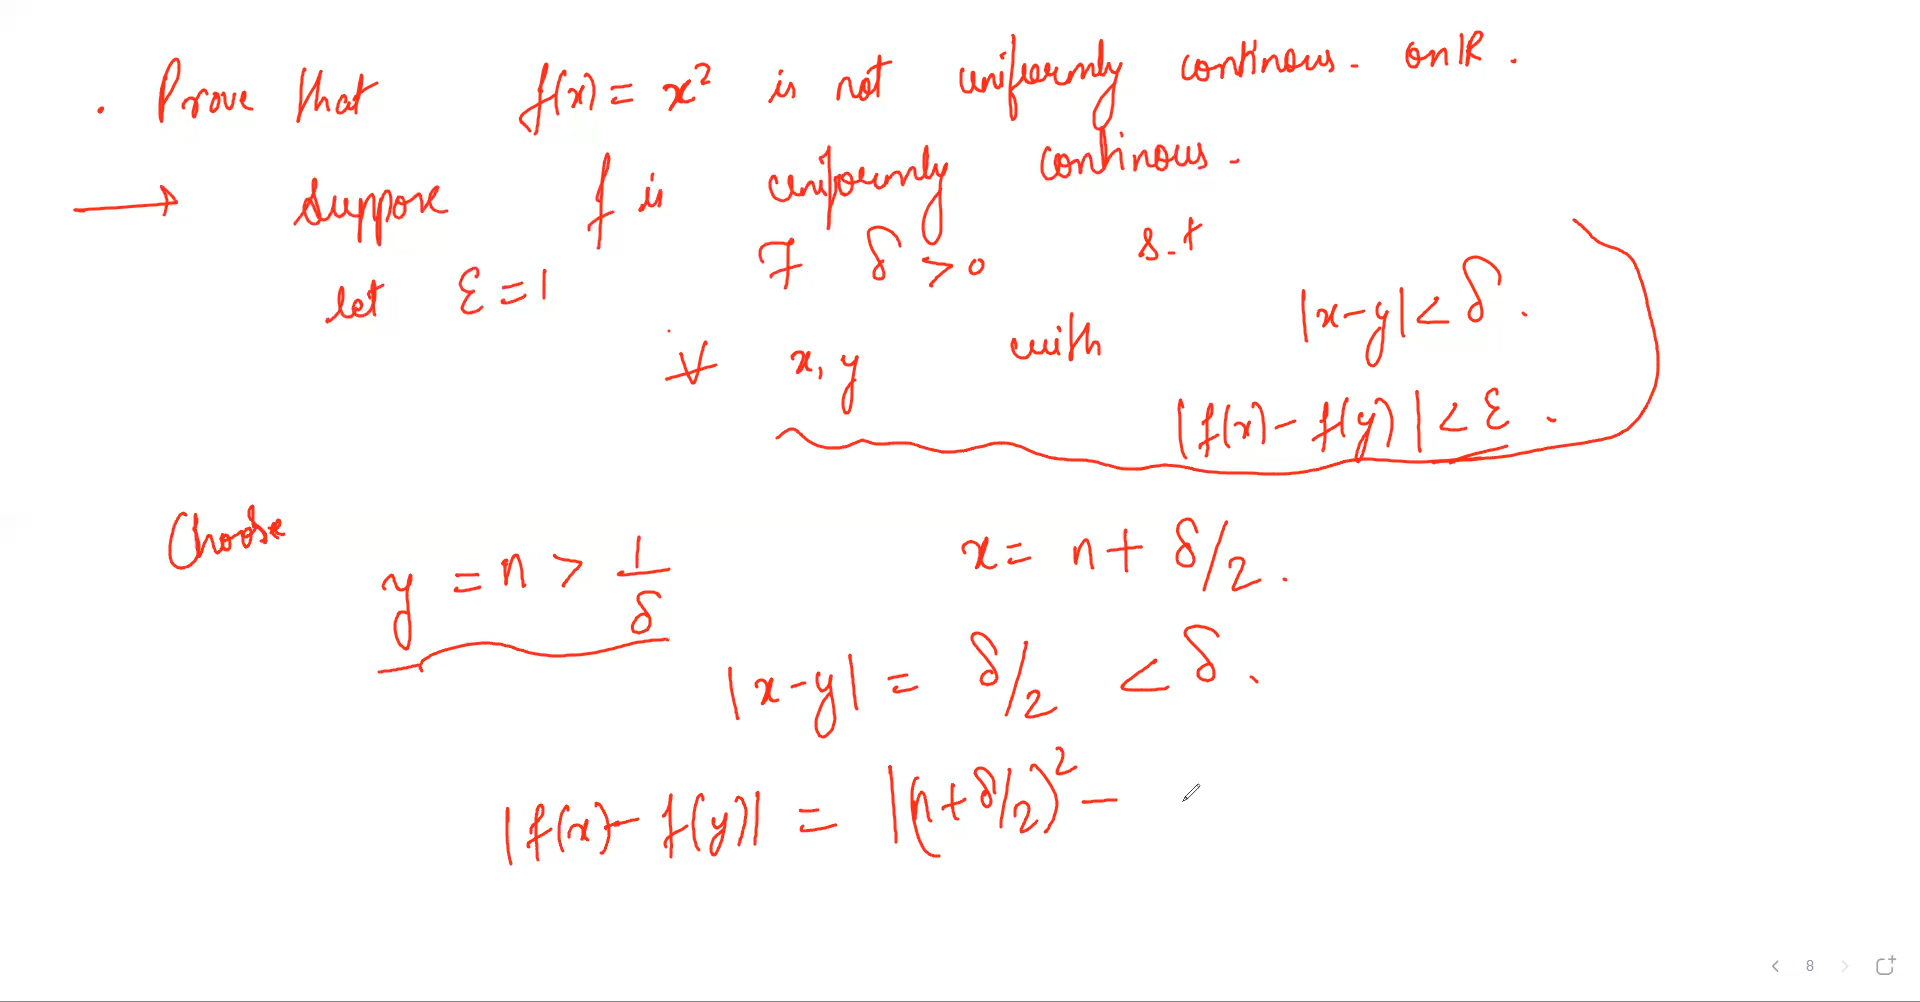 . Prove that f(x) = x² is not uniformly continous. on ℝ.
→ Suppose f is uniformly continous.
let ε = 1 ∃ δ > 0 s.t
∀ x, y with |x-y| < δ.
|f(x) - f(y)| < ε.
Choose y = n > 1/δ x = n + δ/2.
|x-y| = δ/2 < δ.
|f(x) - f(y)| = |(n + δ/2)² -
8